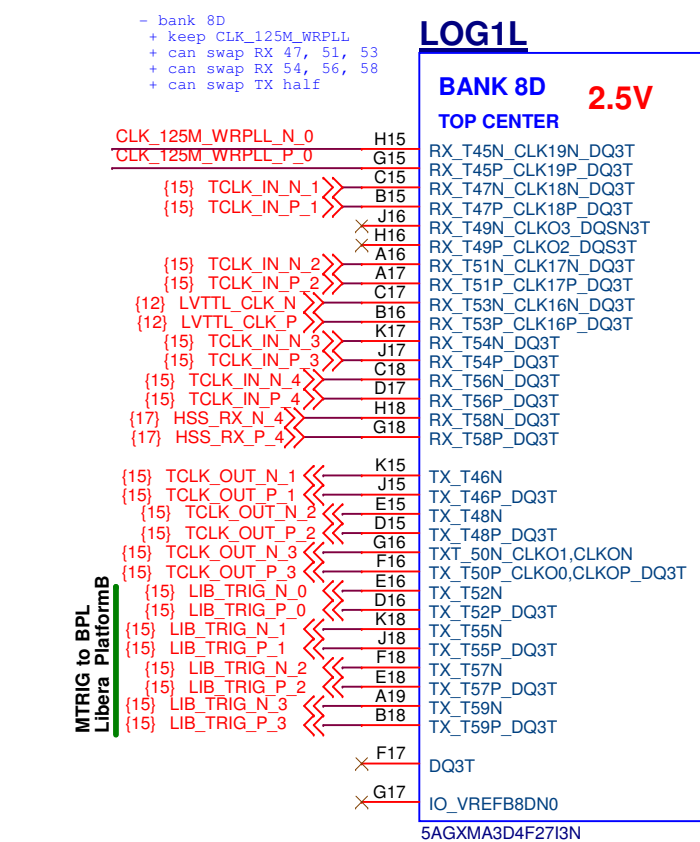 - bank 8D
+ keep CLK_125M_WRPLL
+ can swap RX 47, 51, 53
+ can swap RX 54, 56, 58
+ can swap TX half
LOG1L
BANK 8D 2.5V
TOP CENTER
CLK_125M_WRPLL_N_0 H15 RX_T45N_CLK19N_DQ3T
CLK_125M_WRPLL_P_0 G15 RX_T45P_CLK19P_DQ3T
{15} TCLK_IN_N_1 C15 RX_T47N_CLK18N_DQ3T
{15} TCLK_IN_P_1 B15 RX_T47P_CLK18P_DQ3T
J16 RX_T49N_CLKO3_DQSN3T
H16 RX_T49P_CLKO2_DQS3T
{15} TCLK_IN_N_2 A16 RX_T51N_CLK17N_DQ3T
{15} TCLK_IN_P_2 A17 RX_T51P_CLK17P_DQ3T
{12} LVTTL_CLK_N C17 RX_T53N_CLK16N_DQ3T
{12} LVTTL_CLK_P B16 RX_T53P_CLK16P_DQ3T
{15} TCLK_IN_N_3 K17 RX_T54N_DQ3T
{15} TCLK_IN_P_3 J17 RX_T54P_DQ3T
{15} TCLK_IN_N_4 C18 RX_T56N_DQ3T
{15} TCLK_IN_P_4 D17 RX_T56P_DQ3T
{17} HSS_RX_N_4 H18 RX_T58N_DQ3T
{17} HSS_RX_P_4 G18 RX_T58P_DQ3T
{15} TCLK_OUT_N_1 K15 TX_T46N
{15} TCLK_OUT_P_1 J15 TX_T46P_DQ3T
{15} TCLK_OUT_N_2 E15 TX_T48N
{15} TCLK_OUT_P_2 D15 TX_T48P_DQ3T
{15} TCLK_OUT_N_3 G16 TXT_50N_CLKO1,CLKON
{15} TCLK_OUT_P_3 F16 TX_T50P_CLKO0,CLKOP_DQ3T
{15} LIB_TRIG_N_0 E16 TX_T52N
{15} LIB_TRIG_P_0 D16 TX_T52P_DQ3T
{15} LIB_TRIG_N_1 K18 TX_T55N
{15} LIB_TRIG_P_1 J18 TX_T55P_DQ3T
{15} LIB_TRIG_N_2 F18 TX_T57N
{15} LIB_TRIG_P_2 E18 TX_T57P_DQ3T
{15} LIB_TRIG_N_3 A19 TX_T59N
{15} LIB_TRIG_P_3 B18 TX_T59P_DQ3T
MTRIG to BPL
Libera PlatformB
F17 DQ3T
G17 IO_VREFB8DN0
5AGXMA3D4F27I3N